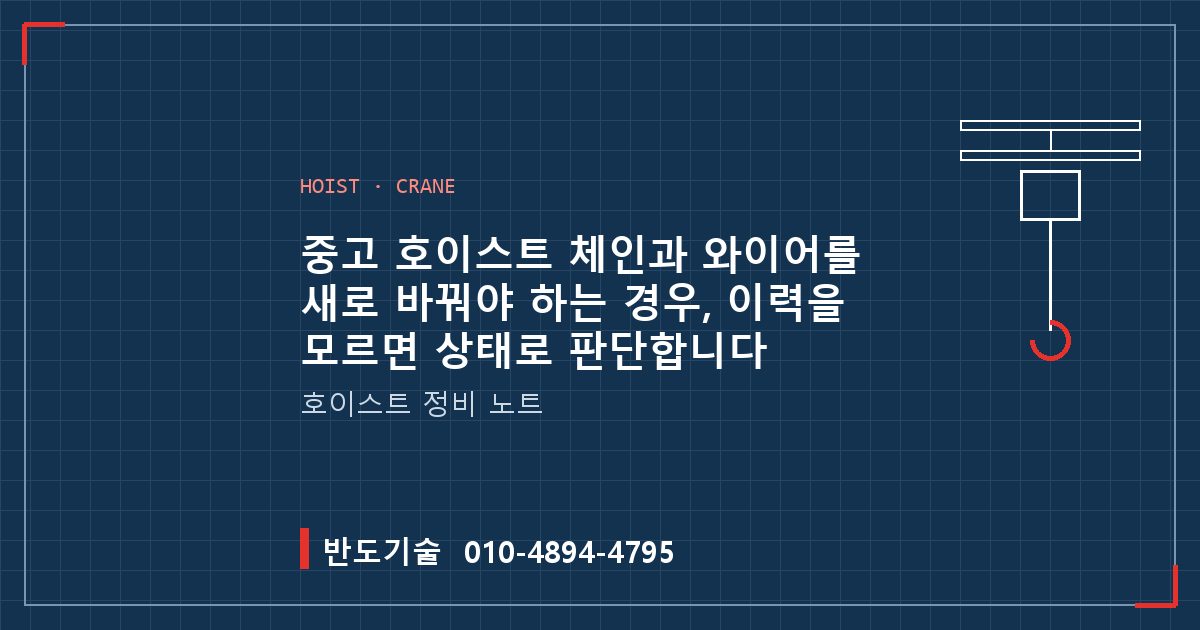 HOIST · CRANE
중고 호이스트 체인과 와이어를
새로 바꿔야 하는 경우, 이력을
모르면 상태로 판단합니다
호이스트 정비 노트
반도기술 010-4894-4795